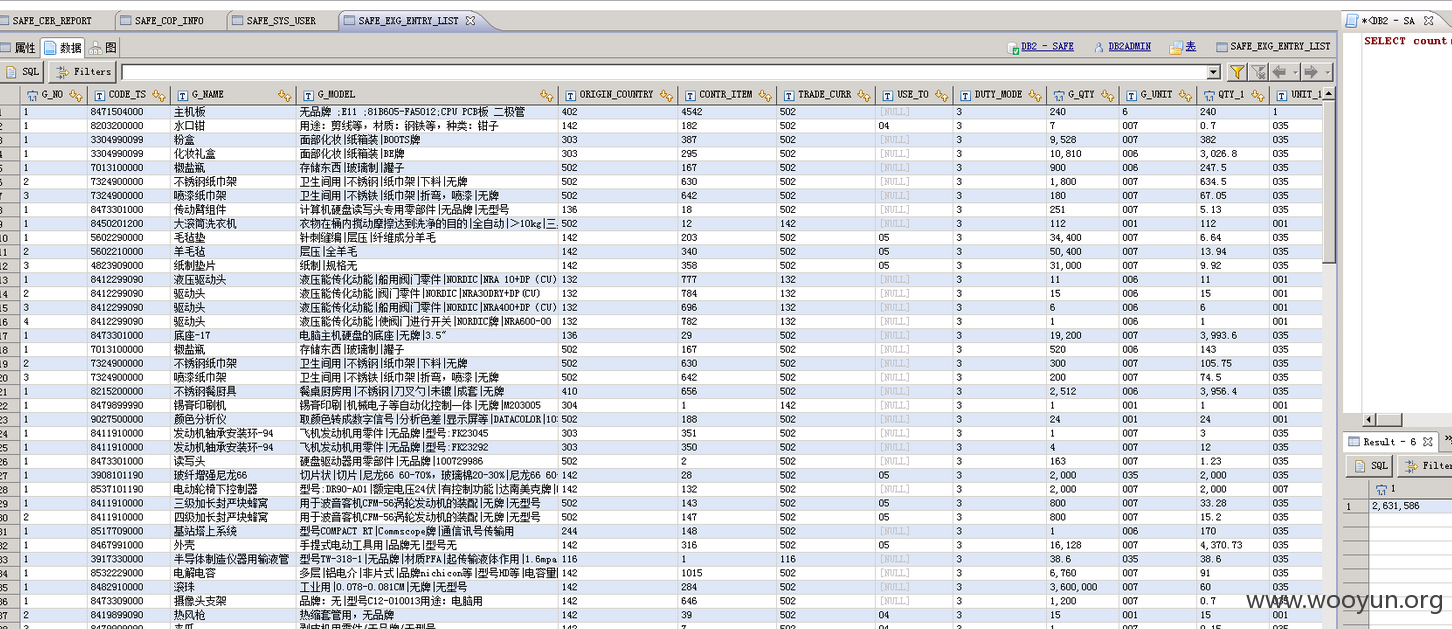 SAFE_CER_REPORT SAFE_COP_INFO SAFE_SYS_USER SAFE_EXG_ENTRY_LIST *<DB2 - SA
属性 数据 图 DB2 - SAFE DB2ADMIN 表 SAFE_EXG_ENTRY_LIST SELECT count
SQL Filters
G_NO CODE_TS G_NAME G_MODEL ORIGIN_COUNTRY CONTR_ITEM TRADE_CURR USE_TO DUTY_MODE G_QTY G_UNIT QTY_1 UNIT_1
1 8471504000 主机板 无品牌 :E11 ;81B605-FA5012;CPU PCB板 二极管 402 4542 502 [NULL] 3 240 6 240 1
2 1 8203200000 水口钳 用途: 剪线等, 材质: 钢铁等, 种类: 钳子 142 182 502 04 3 7 007 0.7 035
3 1 3304990099 粉盒 面部化妆|纸箱装|BOOTS牌 303 387 502 [NULL] 3 9,528 007 382 035
4 1 3304990099 化妆礼盒 面部化妆|纸箱装|BE牌 303 295 502 [NULL] 3 10,810 006 3,026.8 035
5 1 7013100000 椒盐瓶 存储东西|玻璃制|罐子 502 167 502 [NULL] 3 900 006 247.5 035
6 2 7324900000 不锈钢纸巾架 卫生间用|不锈钢|纸巾架|下料|无牌 502 630 502 [NULL] 3 1,800 007 634.5 035
7 3 7324900000 喷漆纸巾架 卫生间用|不锈铁|纸巾架|折弯, 喷漆|无牌 502 642 502 [NULL] 3 180 007 67.05 035
8 1 8473301000 传动臂组件 计算机硬盘读写头专用零部件|无品牌|无型号 136 18 502 [NULL] 3 251 007 5.13 035
9 1 8450201200 大滚筒洗衣机 衣物在桶内搅动摩擦达到洗净的目的|全自动|>10kg|三. 502 12 142 [NULL] 3 112 001 112 001
10 1 5602290000 毛毡垫 针刺缝编|层压|纤维成分羊毛 142 203 502 05 3 34,400 007 6.64 035
11 2 5602210000 羊毛毡 层压|全羊毛 142 340 502 05 3 50,400 007 13.94 035
12 3 4823909000 纸制垫片 纸制|规格无 142 358 502 05 3 31,000 007 9.92 035
13 1 8412299090 液压驱动头 液压能传化动能|船用阀门零件|NORDIC|NRA 10+DP (CU) 132 777 132 [NULL] 3 11 006 11 001
14 2 8412299090 驱动头 液压能传化动能|阀门零件|NORDIC|NRA30DRY+DP(CU) 132 784 132 [NULL] 3 15 006 15 001
15 3 8412299090 驱动头 液压能传化动能|船用阀门零件|NORDIC|NRA400+DP (CU) 132 696 132 [NULL] 3 6 006 6 001
16 4 8412299090 驱动头 液压能传化动能|使阀门进行开关|NORDIC牌|NRA600-00 132 782 132 [NULL] 3 1 006 1 001
17 1 8473301000 底座-17 电脑主机硬盘的底座|无牌|3.5" 136 29 502 [NULL] 3 19,200 007 3,993.6 035
18 1 7013100000 椒盐瓶 存储东西|玻璃制|罐子 502 167 502 [NULL] 3 520 006 143 035
19 2 7324900000 不锈钢纸巾架 卫生间用|不锈钢|纸巾架|下料|无牌 502 630 502 [NULL] 3 300 007 105.75 035
20 3 7324900000 喷漆纸巾架 卫生间用|不锈铁|纸巾架|折弯, 喷漆|无牌 502 642 502 [NULL] 3 200 007 74.5 035
21 1 8215200000 不锈钢餐厨具 餐桌厨房用|不锈钢|刀叉勺|未镀|成套|无牌 410 656 502 [NULL] 3 2,512 007 3,956.4 035
22 1 8479899990 锡膏印刷机 锡膏印刷|机械电子等自动化控制一体|无牌|M203005 304 1 142 [NULL] 3 1 001 1 001
23 1 9027500000 颜色分析仪 取颜色转成数字信号|分析色差|显示屏等|DATACOLOR|10: 502 188 502 [NULL] 3 24 001 24 001
24 1 8411910000 发动机轴承安装环-94 飞机发动机用零件|无品牌|型号:FK23045 303 351 502 [NULL] 3 1 007 3 035
25 1 8411910000 发动机轴承安装环-94 飞机发动机用零件|无品牌|型号:FK23292 303 350 502 [NULL] 3 4 007 12 035
26 1 8473301000 读写头 硬盘驱动器用零部件|无品牌|100729986 502 2 502 [NULL] 3 163 007 1.23 035
27 1 3908101190 玻纤增强尼龙66 切片状|切片|尼龙66 60-70%, 玻璃棉20-30%|尼龙66 60- 142 28 502 05 3 2,000 035 2,000 035
28 1 8537101190 电动轮椅下控制器 型号:DR90-A01|额定电压24伏|有控制功能|达南美克牌| 142 132 502 [NULL] 3 2,000 007 2,000 007
29 1 8411910000 三级加长封严块蜂窝 用于波音客机CFM-56涡轮发动机的装配|无牌|无型号 502 143 502 05 3 800 007 33.28 035
30 2 8411910000 四级加长封严块蜂窝 用于波音客机CFM-56涡轮发动机的装配|无牌|无型号 502 147 502 05 3 800 007 15.2 035
31 1 8517709000 基站塔上系统 型号COMPACT RT|Commscope牌|通信讯号传输用 244 148 502 [NULL] 3 1 006 170 035
32 1 8467991000 外壳 手提式电动工具用|品牌无|型号无 142 316 502 05 3 16,128 007 4,370.73 035
33 1 3917330000 半导体制造仪器用输液管 型号TW-318-1|无品牌|材质PFA|起传输液体作用|1.6mpa 116 1 116 [NULL] 3 38.6 035 38.6 035
34 1 8532229000 电解电容 多层|铝电介|非片式|品牌nichicon等|型号HD等|电容量| 142 1015 502 [NULL] 3 6,760 007 91 035
35 1 8482910000 滚珠 工业用|0.078-0.081CM|无牌|无型号 142 284 502 [NULL] 3 3,600,000 007 60 035
36 1 8473309000 摄像头支架 品牌: 无|型号C12-010013用途: 电脑用 142 646 502 [NULL] 3 1,200 007 0.7 035
37 2 8419899090 热风枪 热缩套管用, 无品牌 142 39 502 04 3 15 001 15 001
Result - 6
SQL Filter
1
1 2,631,586
www.wooyun.org